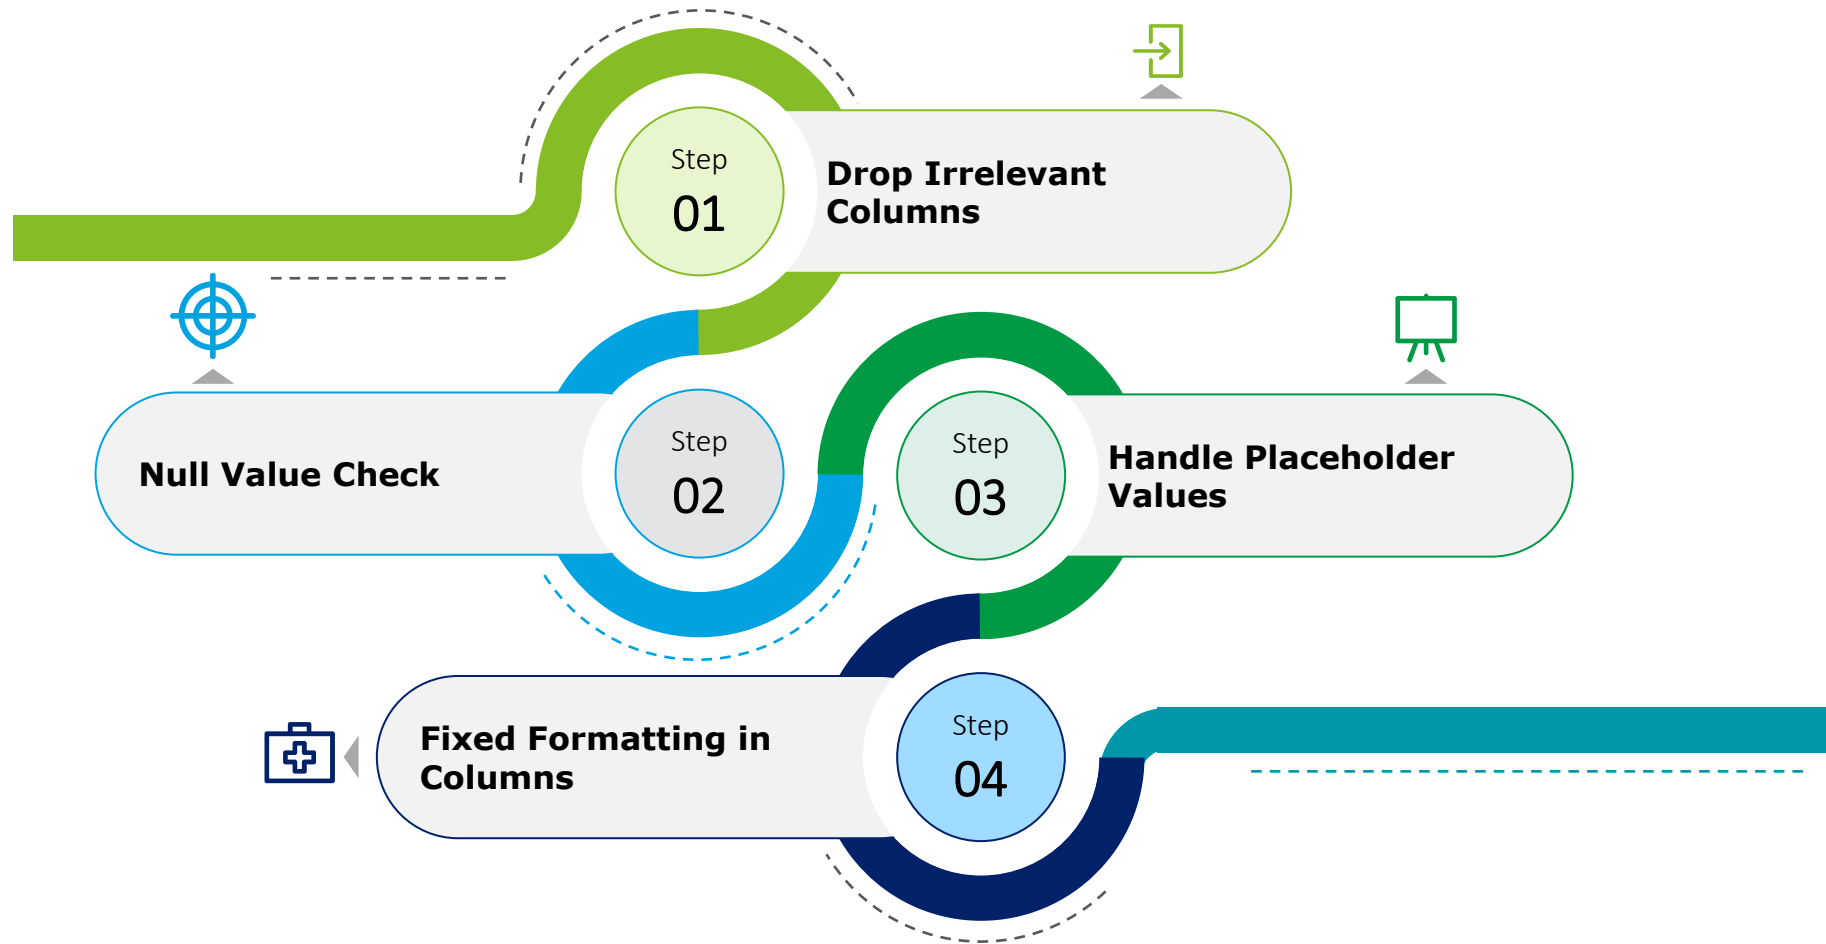 Step
01
Drop Irrelevant
Columns
Step
02
Null Value Check
Step
03
Handle Placeholder
Values
Step
04
Fixed Formatting in
Columns